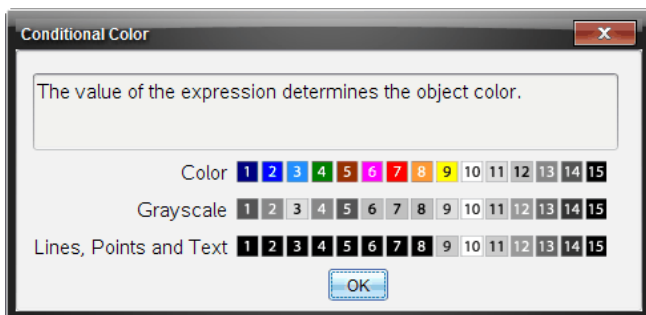 Conditional Color
The value of the expression determines the object color.
Color 1 2 3 4 5 6 7 8 9 10 11 12 13 14 15
Grayscale 1 2 3 4 5 6 7 8 9 10 11 12 13 14 15
Lines, Points and Text 1 2 3 4 5 6 7 8 9 10 11 12 13 14 15
OK